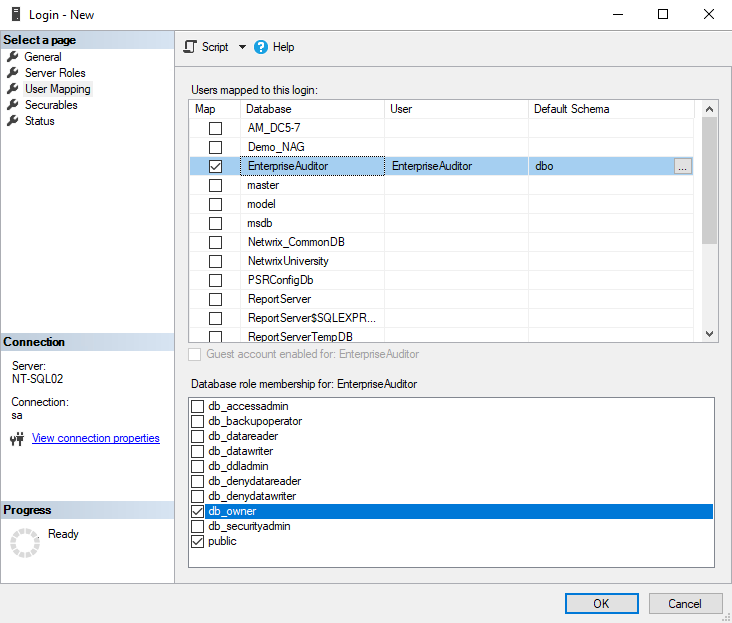 Login - New
Select a page
General
Server Roles
User Mapping
Securables
Status
Script
Help
Users mapped to this login:
Map Database User Default Schema
AM_DC5-7
Demo_NAG
EnterpriseAuditor EnterpriseAuditor dbo ...
master
model
msdb
Netwrix_CommonDB
NetwrixUniversity
PSRConfigDb
ReportServer
ReportServer$SQLEXPR...
ReportServerTempDB
Guest account enabled for: EnterpriseAuditor
Database role membership for: EnterpriseAuditor
db_accessadmin
db_backupoperator
db_datareader
db_datawriter
db_ddladmin
db_denydatareader
db_denydatawriter
db_owner
db_securityadmin
public
Connection
Server:
NT-SQL02
Connection:
sa
View connection properties
Progress
Ready
OK Cancel